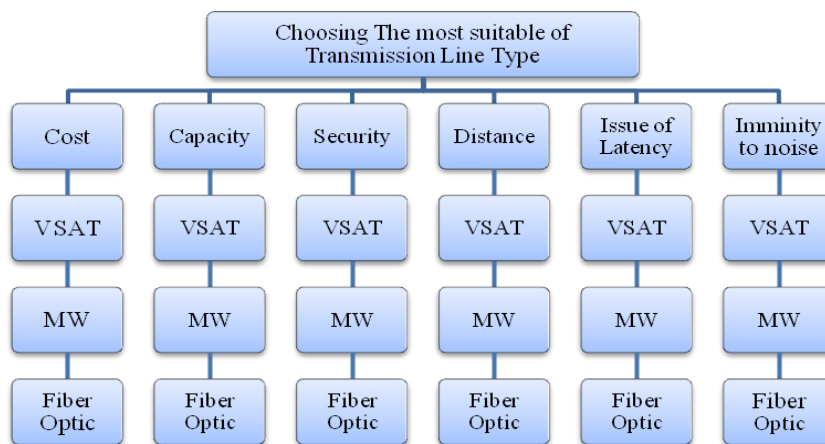 Choosing The most suitable of
Transmission Line Type
Cost
Capacity
Security
Distance
Issue of
Latency
Imminity
to noise
VSAT
VSAT
VSAT
VSAT
VSAT
VSAT
MW
MW
MW
MW
MW
MW
Fiber
Optic
Fiber
Optic
Fiber
Optic
Fiber
Optic
Fiber
Optic
Fiber
Optic